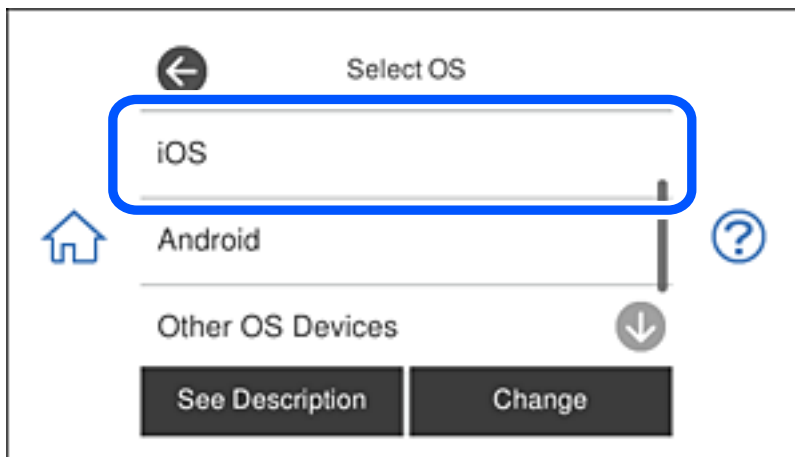 Select OS
iOS
Android
Other OS Devices
See Description
Change